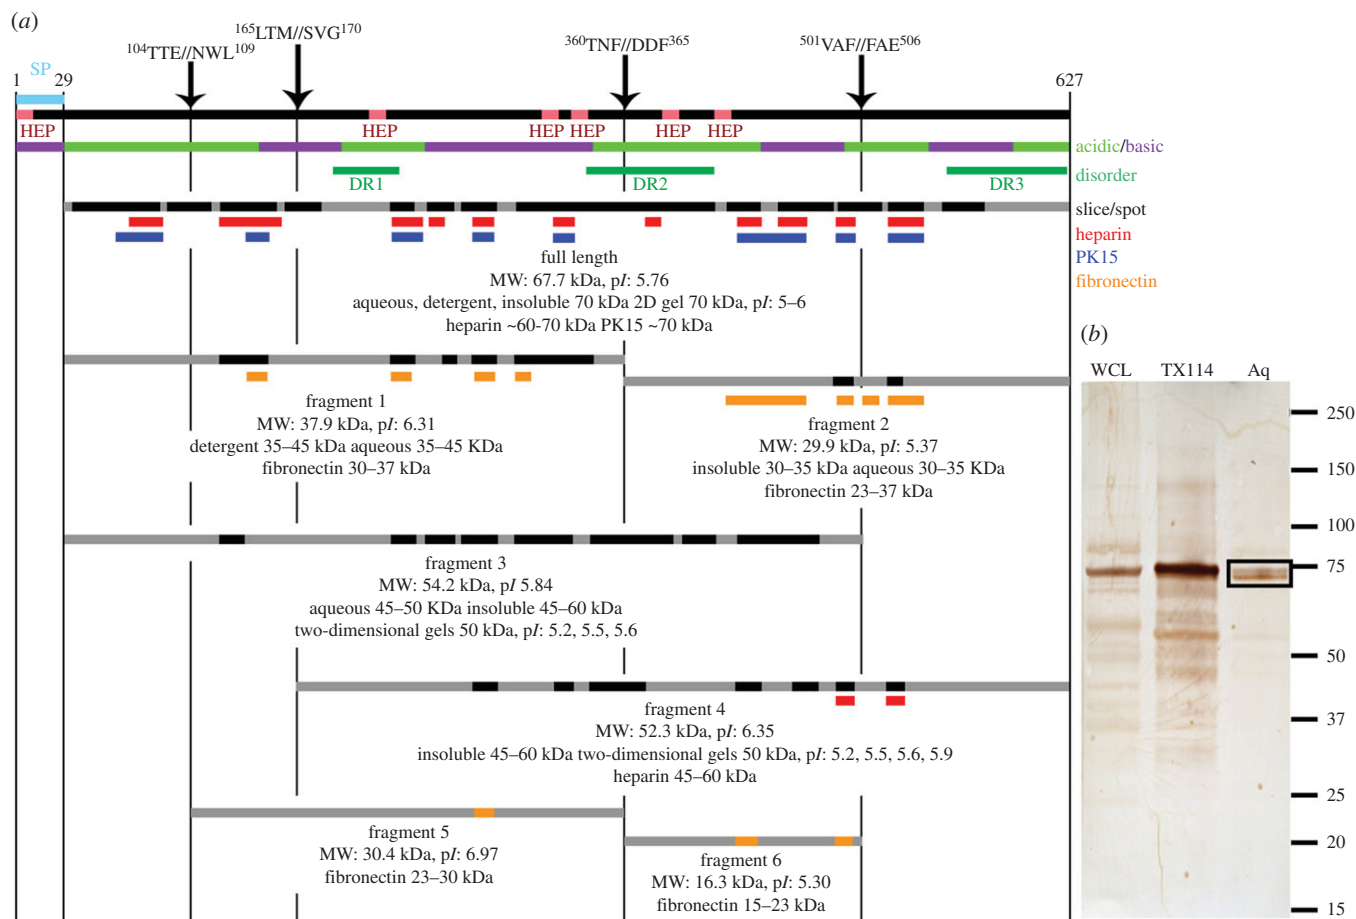 (a)
104TTE//NWL109
165LTM//SVG170
360TNF//DDF365
501VAF//FAE506
SP
1 29 627
HEP HEP HEP HEP HEP HEP
acidic/basic
DR1 DR2 DR3 disorder
slice/spot
heparin
PK15
fibronectin
full length
MW: 67.7 kDa, pI: 5.76
aqueous, detergent, insoluble 70 kDa 2D gel 70 kDa, pI: 5–6
heparin ~60-70 kDa PK15 ~70 kDa
fragment 1
MW: 37.9 kDa, pI: 6.31
detergent 35–45 kDa aqueous 35–45 KDa
fibronectin 30–37 kDa
fragment 2
MW: 29.9 kDa, pI: 5.37
insoluble 30–35 kDa aqueous 30–35 KDa
fibronectin 23–37 kDa
fragment 3
MW: 54.2 kDa, pI 5.84
aqueous 45–50 KDa insoluble 45–60 kDa
two-dimensional gels 50 kDa, pI: 5.2, 5.5, 5.6
fragment 4
MW: 52.3 kDa, pI: 6.35
insoluble 45–60 kDa two-dimensional gels 50 kDa, pI: 5.2, 5.5, 5.6, 5.9
heparin 45–60 kDa
fragment 5
MW: 30.4 kDa, pI: 6.97
fibronectin 23–30 kDa
fragment 6
MW: 16.3 kDa, pI: 5.30
fibronectin 15–23 kDa
(b)
WCL TX114 Aq
250
150
100
75
50
37
25
20
15